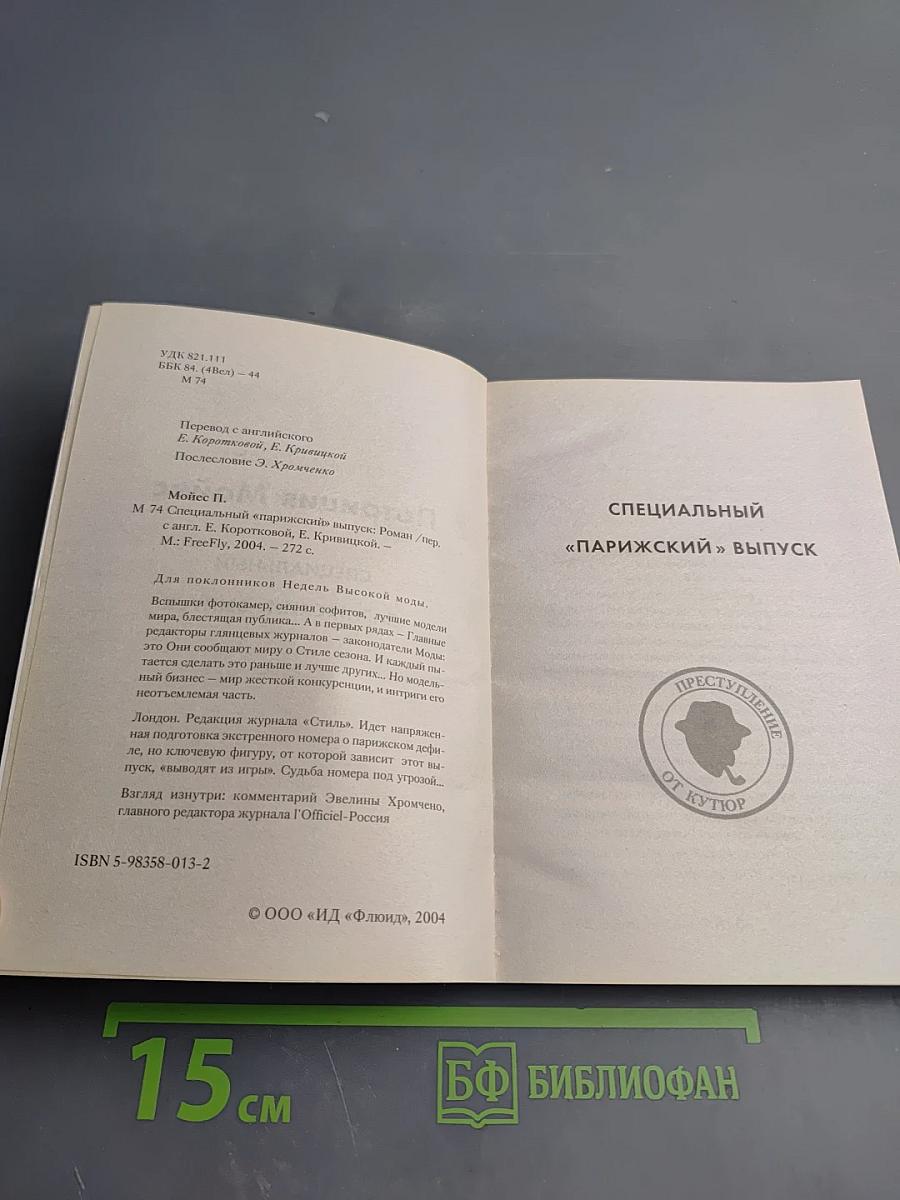 УДК 821.111
ББК 84. (4Вел) – 44
М 74
Перевод с английского
Е. Коротковой, Е. Кривицкой
Послесловие Э. Хромченко
Мойес П.
М 74 Специальный «парижский» выпуск: Роман /пер.
с англ. Е. Коротковой, Е. Кривицкой. –
М.: FreeFly, 2004. – 272 с.
Для поклонников Недель Высокой моды.
Вспышки фотокамер, сияния софитов, лучшие модели
мира, блестящая публика... А в первых рядах – Главные
редакторы глянцевых журналов – законодатели Моды:
это Они сообщают миру о Стиле сезона. И каждый пы-
тается сделать это раньше и лучше других... Но модель-
ный бизнес – мир жесткой конкуренции, и интриги его
неотъемлемая часть.
Лондон. Редакция журнала «Стиль». Идет напряжен-
ная подготовка экстренного номера о парижском дефи-
ле, но ключевую фигуру, от которой зависит этот вы-
пуск, «выводят из игры». Судьба номера под угрозой...
Взгляд изнутри: комментарий Эвелины Хромчено,
главного редактора журнала l'Officiel-Россия
ISBN 5-98358-013-2
© ООО «ИД «Флюид», 2004
СПЕЦИАЛЬНЫЙ
«ПАРИЖСКИЙ» ВЫПУСК
ПРЕСТУПЛЕНИЕ
ОТ КУТЮР
15 см
БФ БИБЛИОФАН